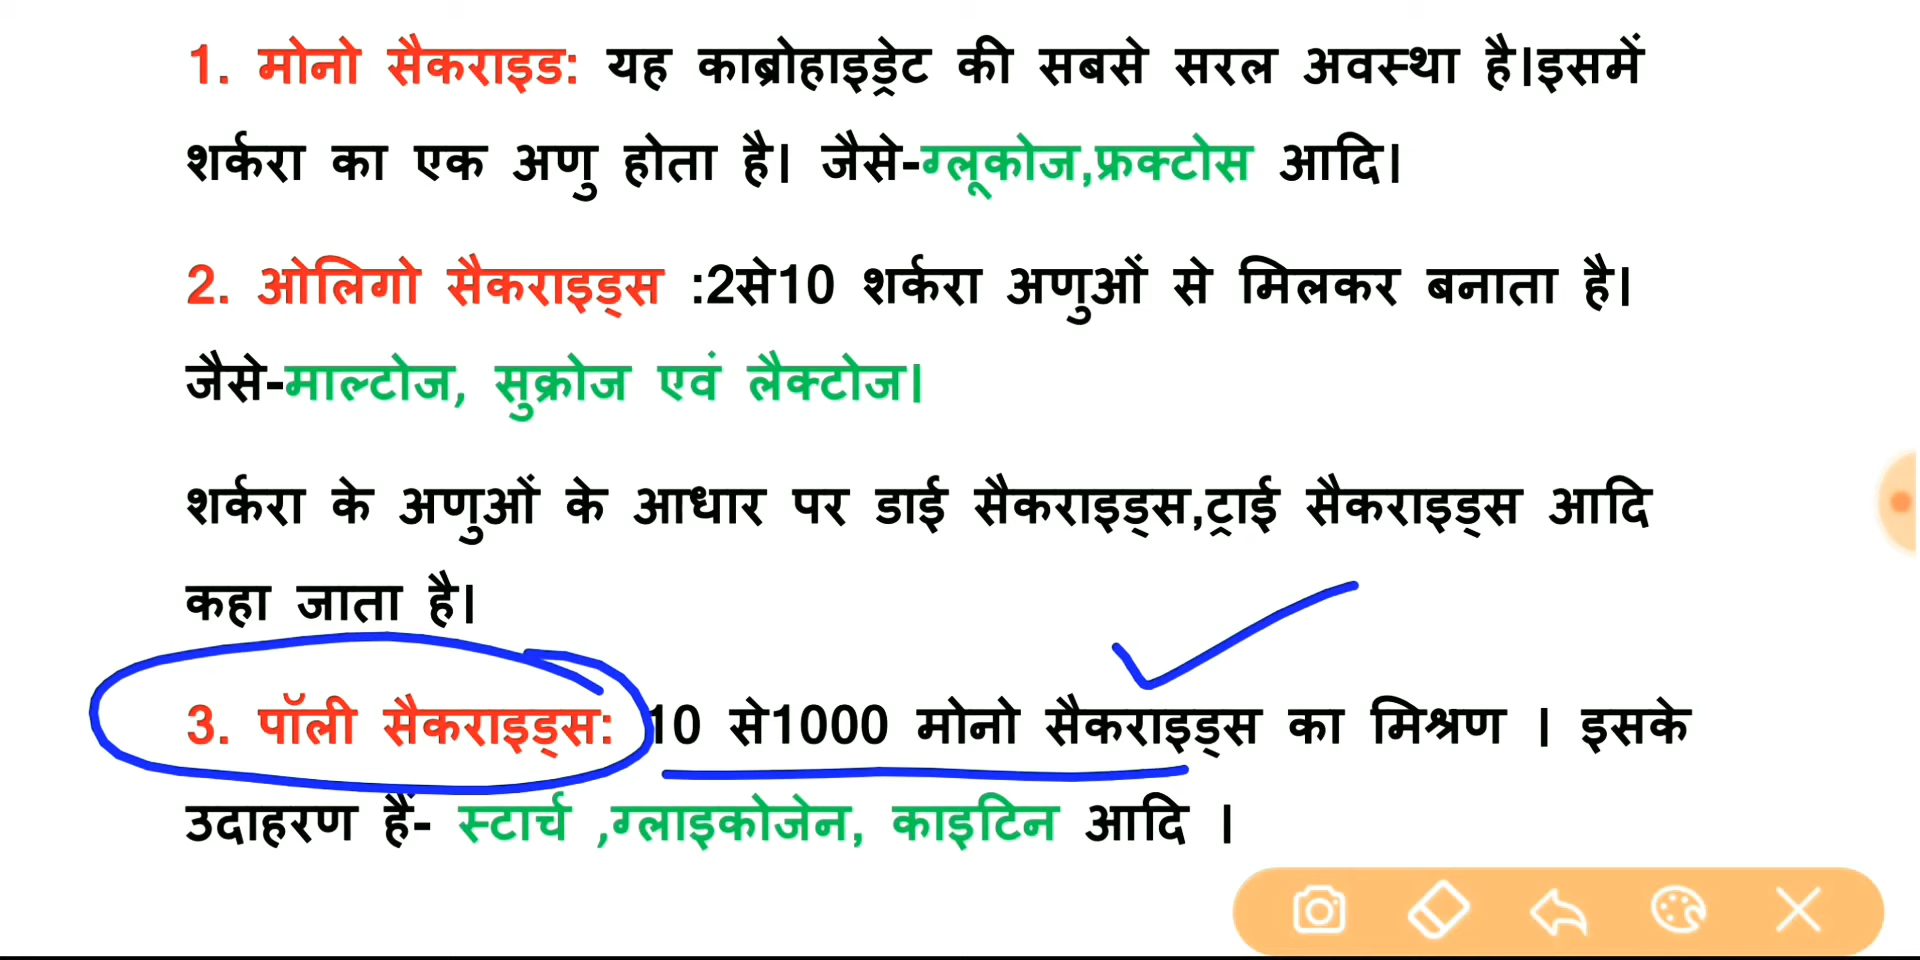 1. मोनो सैकराइड: यह काब्रोहाइड्रेट की सबसे सरल अवस्था है।इसमें
शर्करा का एक अणु होता है। जैसे-ग्लूकोज,फ्रक्टोस आदि।
2. ओलिगो सैकराइड्स :2से10 शर्करा अणुओं से मिलकर बनाता है।
जैसे-माल्टोज, सुक्रोज एवं लैक्टोज।
शर्करा के अणुओं के आधार पर डाई सैकराइड्स,ट्राई सैकराइड्स आदि
कहा जाता है।
3. पॉली सैकराइड्स: 10 से1000 मोनो सैकराइड्स का मिश्रण । इसके
उदाहरण हैं- स्टार्च ,ग्लाइकोजेन, काइटिन आदि ।